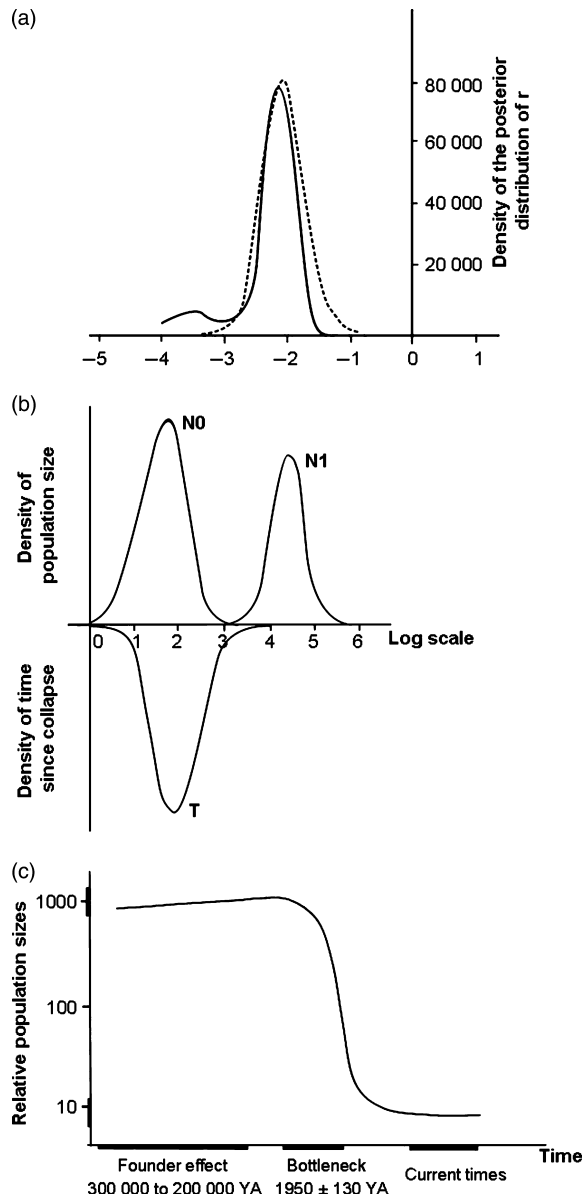 (a)
80 000
60 000
40 000
20 000
Density of the posterior
distribution of r
–5 –4 –3 –2 –1 0 1
(b)
N0
N1
Density of
population size
0 1 2 3 4 5 6 Log scale
Density of time
since collapse
T
(c)
1000
100
10
Relative population sizes
Time
Founder effect Bottleneck Current times
300 000 to 200 000 YA 1950 ± 130 YA